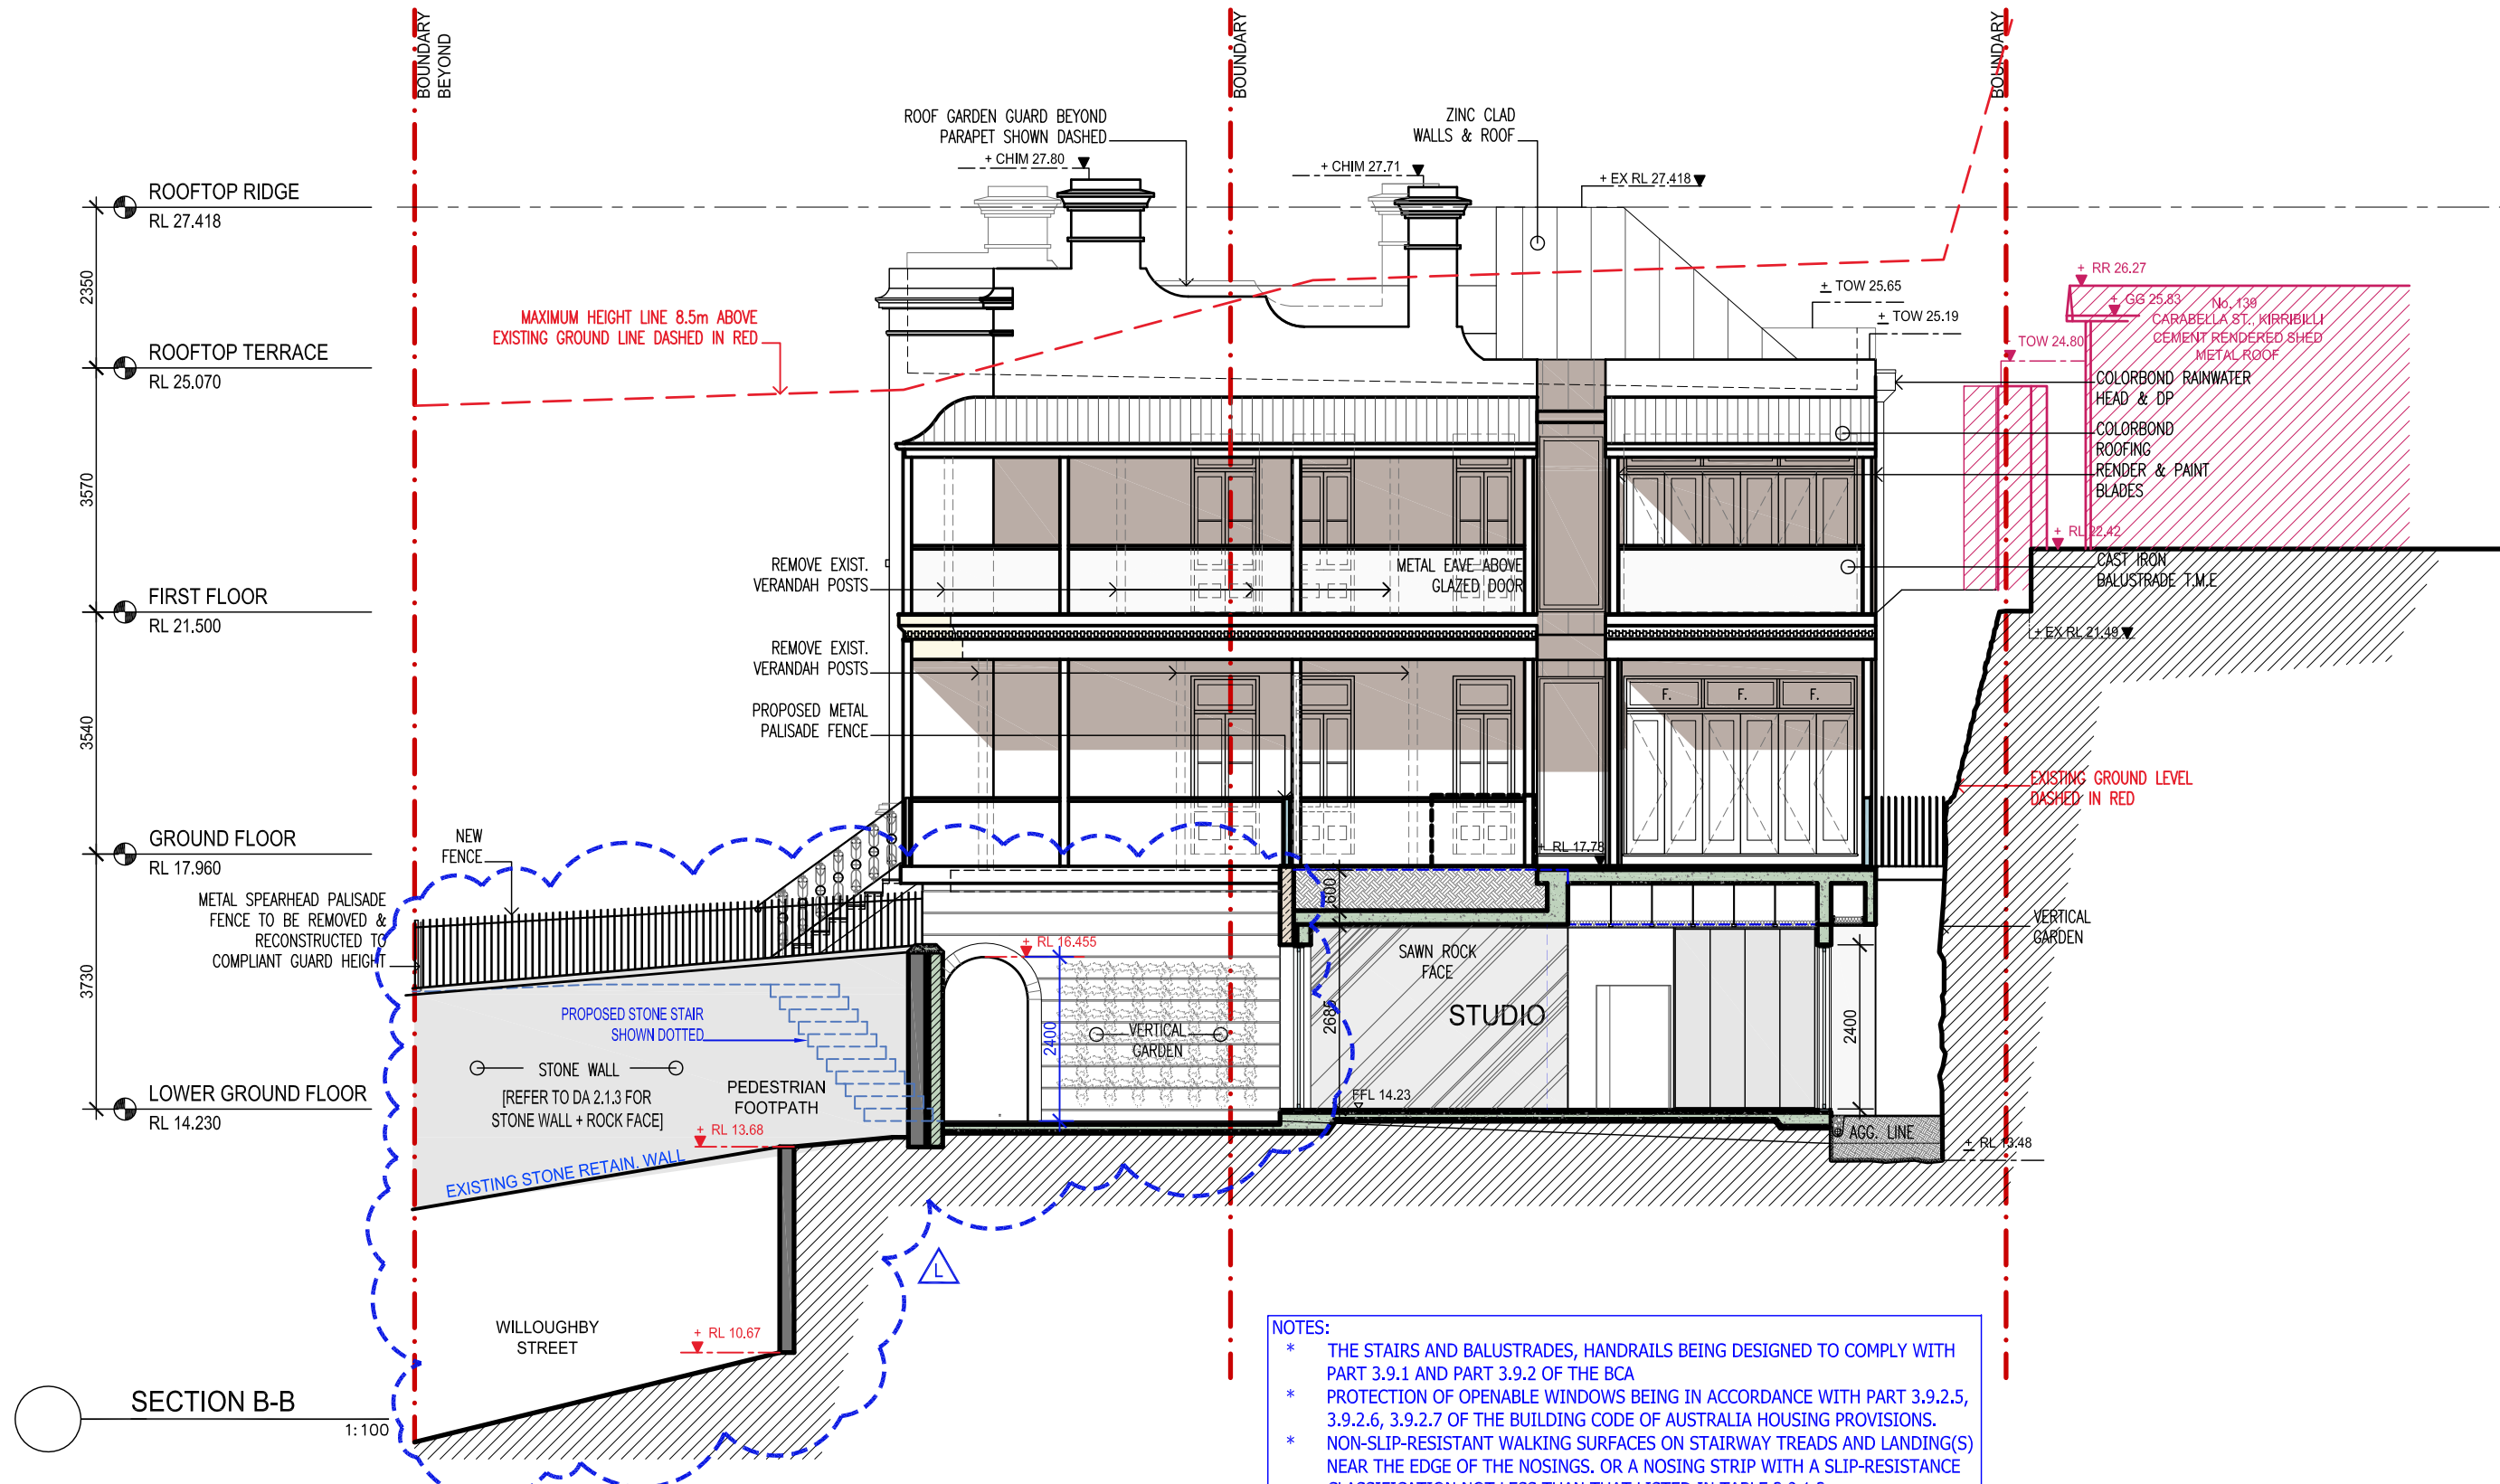 BOUNDARY
BEYOND
BOUNDARY
BOUNDARY
ROOF GARDEN GUARD BEYOND
PARAPET SHOWN DASHED
ZINC CLAD
WALLS & ROOF
+ CHIM 27.80
+ CHIM 27.71
+ EX RL 27.418
ROOFTOP RIDGE
RL 27.418
2350
MAXIMUM HEIGHT LINE 8.5m ABOVE
EXISTING GROUND LINE DASHED IN RED
+ TOW 25.65
+ TOW 25.19
+ RR 26.27
+ GG 25.83
No. 139
CARABELLA ST., KIRRIBILLI
CEMENT RENDERED SHED
METAL ROOF
+ TOW 24.80
ROOFTOP TERRACE
RL 25.070
COLORBOND RAINWATER
HEAD & DP
COLORBOND
ROOFING
RENDER & PAINT
BLADES
3570
+ RL 22.42
CAST IRON
BALUSTRADE T.M.E
REMOVE EXIST.
VERANDAH POSTS
METAL EAVE ABOVE
GLAZED DOOR
FIRST FLOOR
RL 21.500
+ EX RL 21.49
REMOVE EXIST.
VERANDAH POSTS
PROPOSED METAL
PALISADE FENCE
F.
F.
F.
3540
EXISTING GROUND LEVEL
DASHED IN RED
GROUND FLOOR
RL 17.960
NEW
FENCE
+ RL 17.78
METAL SPEARHEAD PALISADE
FENCE TO BE REMOVED &
RECONSTRUCTED TO
COMPLIANT GUARD HEIGHT
600
VERTICAL
GARDEN
+ RL 16.455
SAWN ROCK
FACE
STUDIO
3730
PROPOSED STONE STAIR
SHOWN DOTTED
2400
VERTICAL
GARDEN
2685
2400
STONE WALL
[REFER TO DA 2.1.3 FOR
STONE WALL + ROCK FACE]
PEDESTRIAN
FOOTPATH
LOWER GROUND FLOOR
RL 14.230
FFL 14.23
+ RL 13.68
AGG. LINE
+ RL 13.48
EXISTING STONE RETAIN. WALL
L
WILLOUGHBY
STREET
+ RL 10.67
SECTION B-B
1:100
NOTES:
* THE STAIRS AND BALUSTRADES, HANDRAILS BEING DESIGNED TO COMPLY WITH
PART 3.9.1 AND PART 3.9.2 OF THE BCA
* PROTECTION OF OPENABLE WINDOWS BEING IN ACCORDANCE WITH PART 3.9.2.5,
3.9.2.6, 3.9.2.7 OF THE BUILDING CODE OF AUSTRALIA HOUSING PROVISIONS.
* NON-SLIP-RESISTANT WALKING SURFACES ON STAIRWAY TREADS AND LANDING(S)
NEAR THE EDGE OF THE NOSINGS. OR A NOSING STRIP WITH A SLIP-RESISTANCE